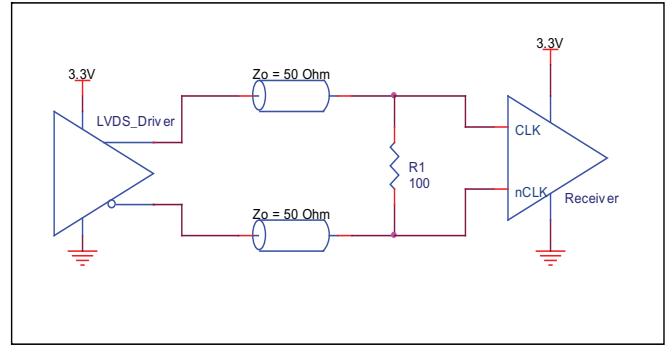 3.3V
LVDS_Driver
Zo = 50 Ohm
Zo = 50 Ohm
R1
100
3.3V
CLK
nCLK
Receiver